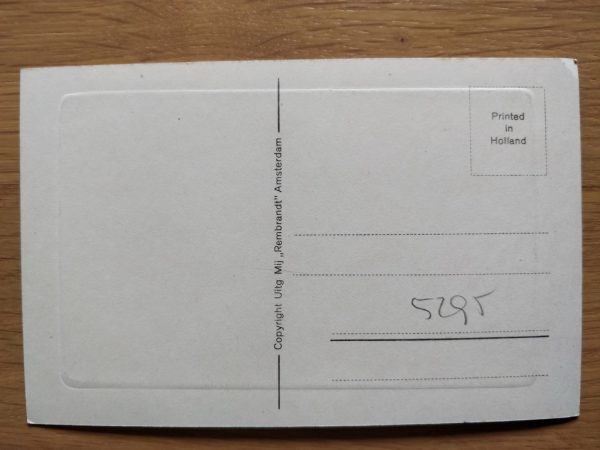 Copyright Uitg Mij „Rembrandt" Amsterdam
Printed
in
Holland
5295